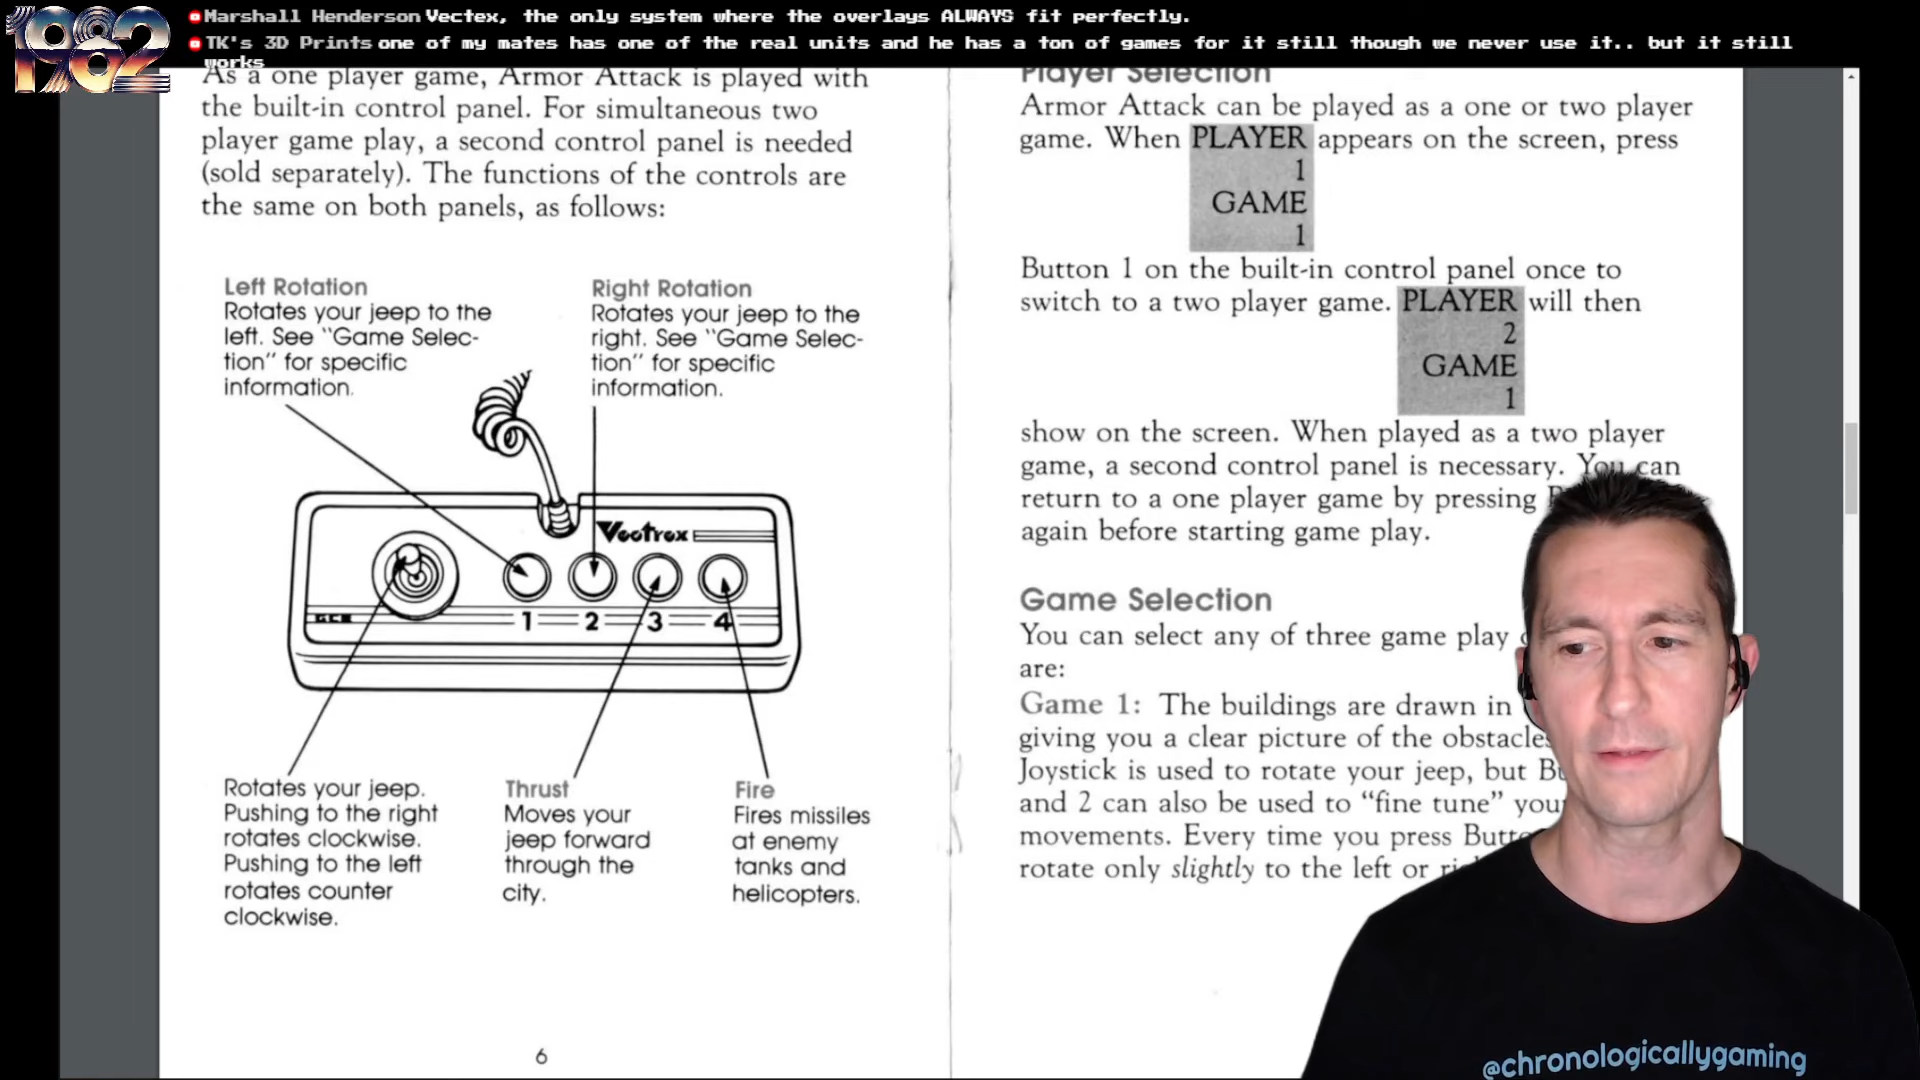 1982
Marshall Henderson Vectex, the only system where the overlays ALWAYS fit perfectly.
TK's 3D Prints one of my mates has one of the real units and he has a ton of games for it still though we never use it.. but it still
works
As a one player game, Armor Attack is played with
the built-in control panel. For simultaneous two
player game play, a second control panel is needed
(sold separately). The functions of the controls are
the same on both panels, as follows:
Left Rotation
Rotates your jeep to the
left. See "Game Selec-
tion" for specific
information.
Right Rotation
Rotates your jeep to the
right. See "Game Selec-
tion" for specific
information.
Vectrex
GCE
1 2 3 4
Rotates your jeep.
Pushing to the right
rotates clockwise.
Pushing to the left
rotates counter
clockwise.
Thrust
Moves your
jeep forward
through the
city.
Fire
Fires missiles
at enemy
tanks and
helicopters.
6
Player Selection
Armor Attack can be played as a one or two player
game. When PLAYER appears on the screen, press
1
GAME
1
Button 1 on the built-in control panel once to
switch to a two player game. PLAYER will then
2
GAME
1
show on the screen. When played as a two player
game, a second control panel is necessary. You can
return to a one player game by pressing
again before starting game play.
Game Selection
You can select any of three game play
are:
Game 1: The buildings are drawn in
giving you a clear picture of the obstacles
Joystick is used to rotate your jeep, but
and 2 can also be used to "fine tune"
movements. Every time you press
rotate only slightly to the left or
@chronologicallygaming